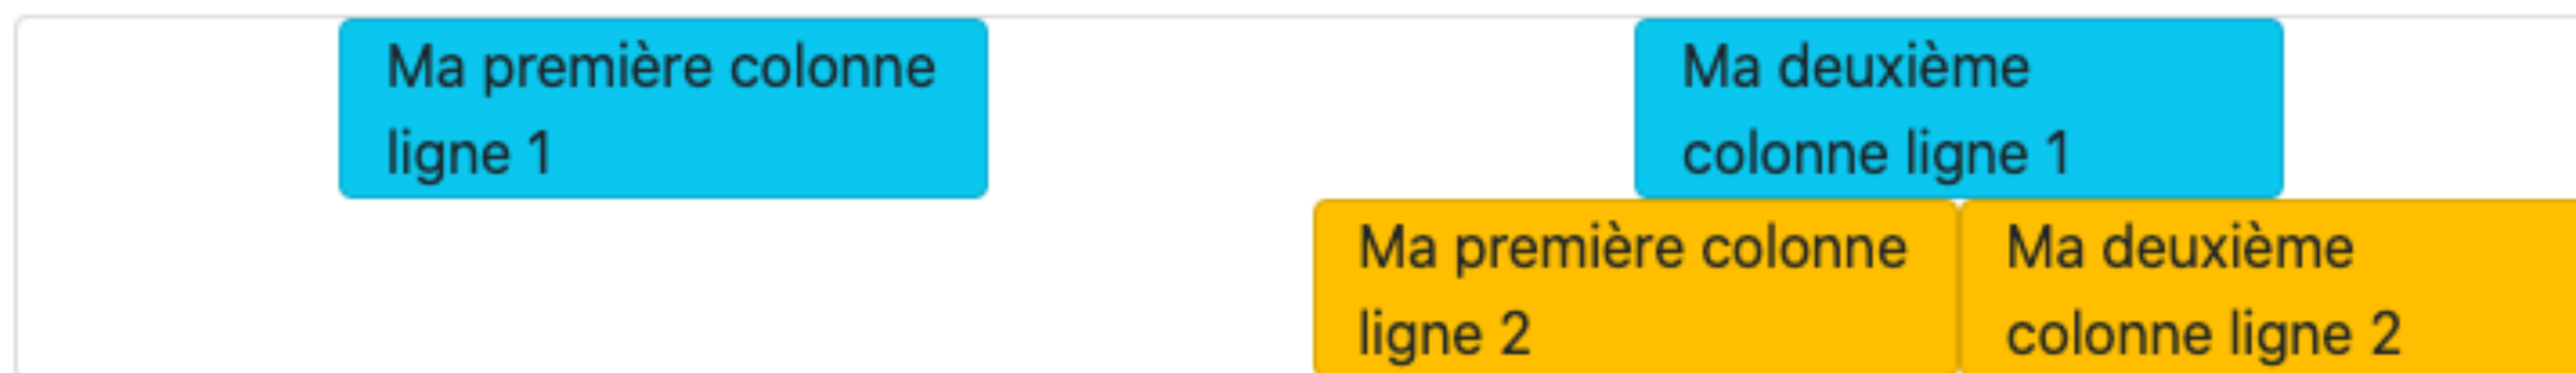 Ma première colonne
ligne 1
Ma deuxième
colonne ligne 1
Ma première colonne
ligne 2
Ma deuxième
colonne ligne 2